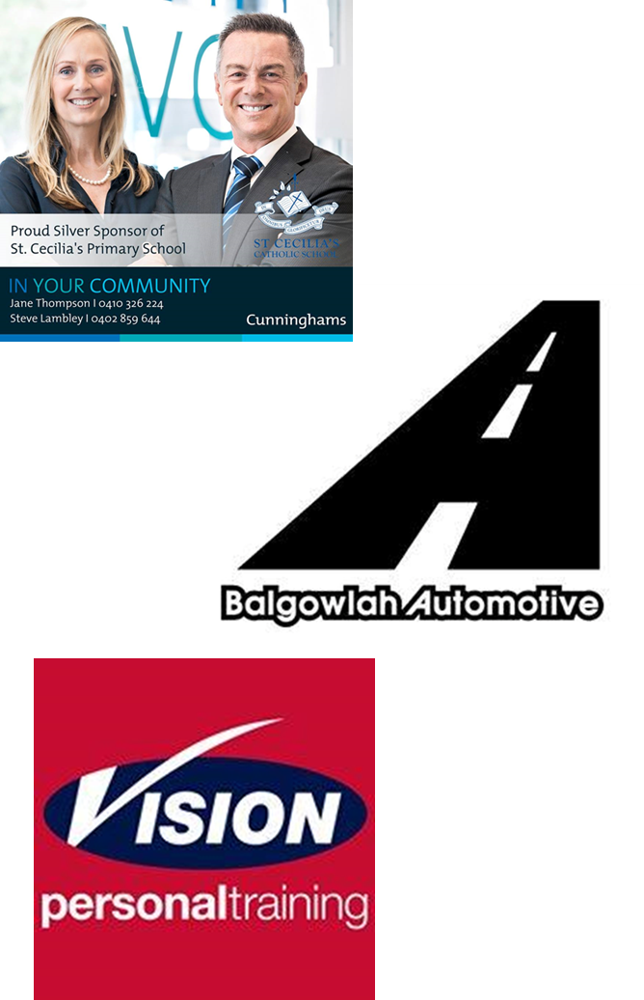 Proud Silver Sponsor of
St. Cecilia's Primary School
ST CECILIA'S
CATHOLIC SCHOOL
IN YOUR COMMUNITY
Jane Thompson I 0410 326 224
Steve Lambley I 0402 859 644
Cunninghams
Balgowlah Automotive
VISION
personaltraining